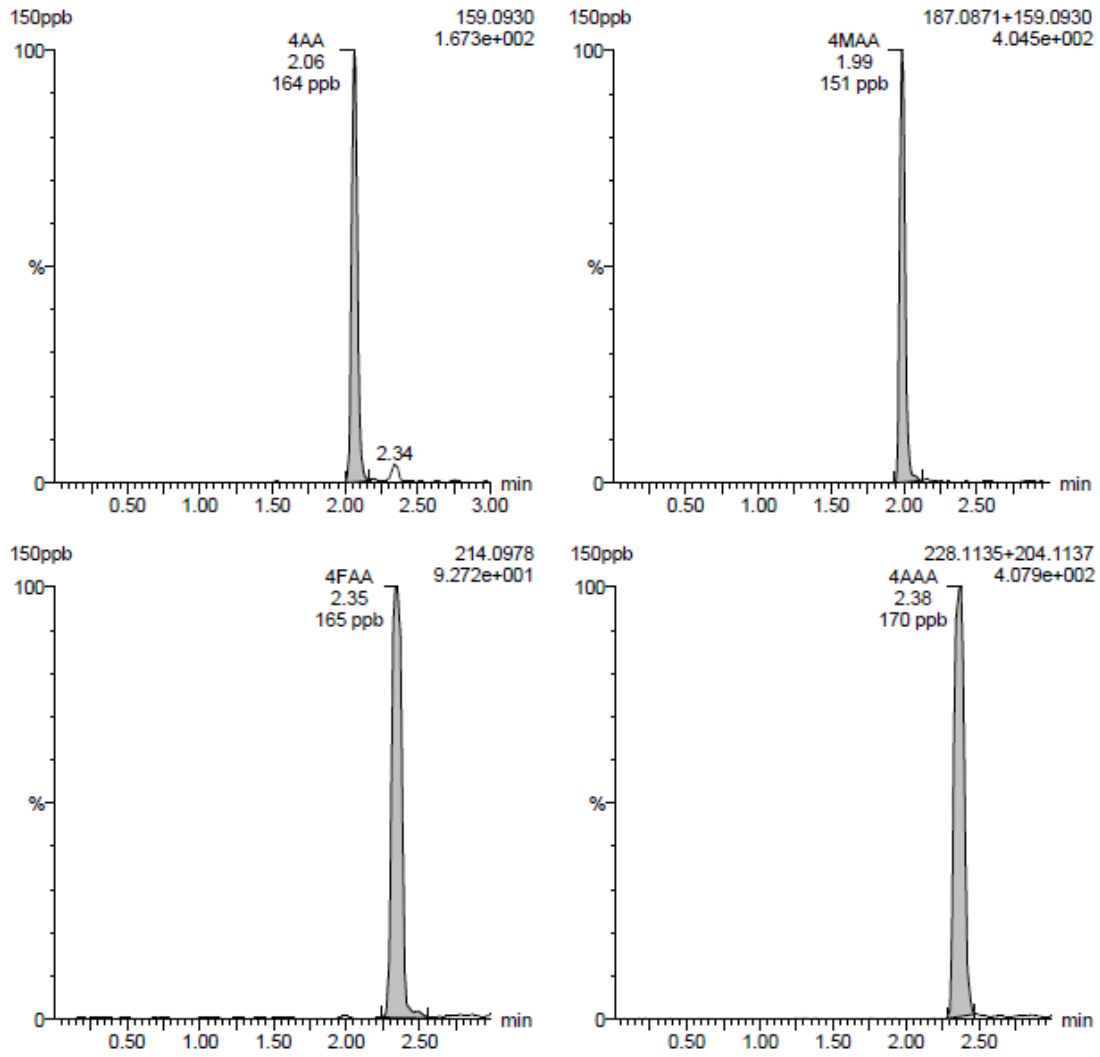 150ppb
159.0930
1.673e+002
100
4AA
2.06
164 ppb
%
2.34
0
0.50 1.00 1.50 2.00 2.50 3.00 min
150ppb
187.0871+159.0930
4.045e+002
100
4MAA
1.99
151 ppb
%
0
0.50 1.00 1.50 2.00 2.50 min
150ppb
214.0978
9.272e+001
100
4FAA
2.35
165 ppb
%
0
0.50 1.00 1.50 2.00 2.50 min
150ppb
228.1135+204.1137
4.079e+002
100
4AAA
2.38
170 ppb
%
0
0.50 1.00 1.50 2.00 2.50 min